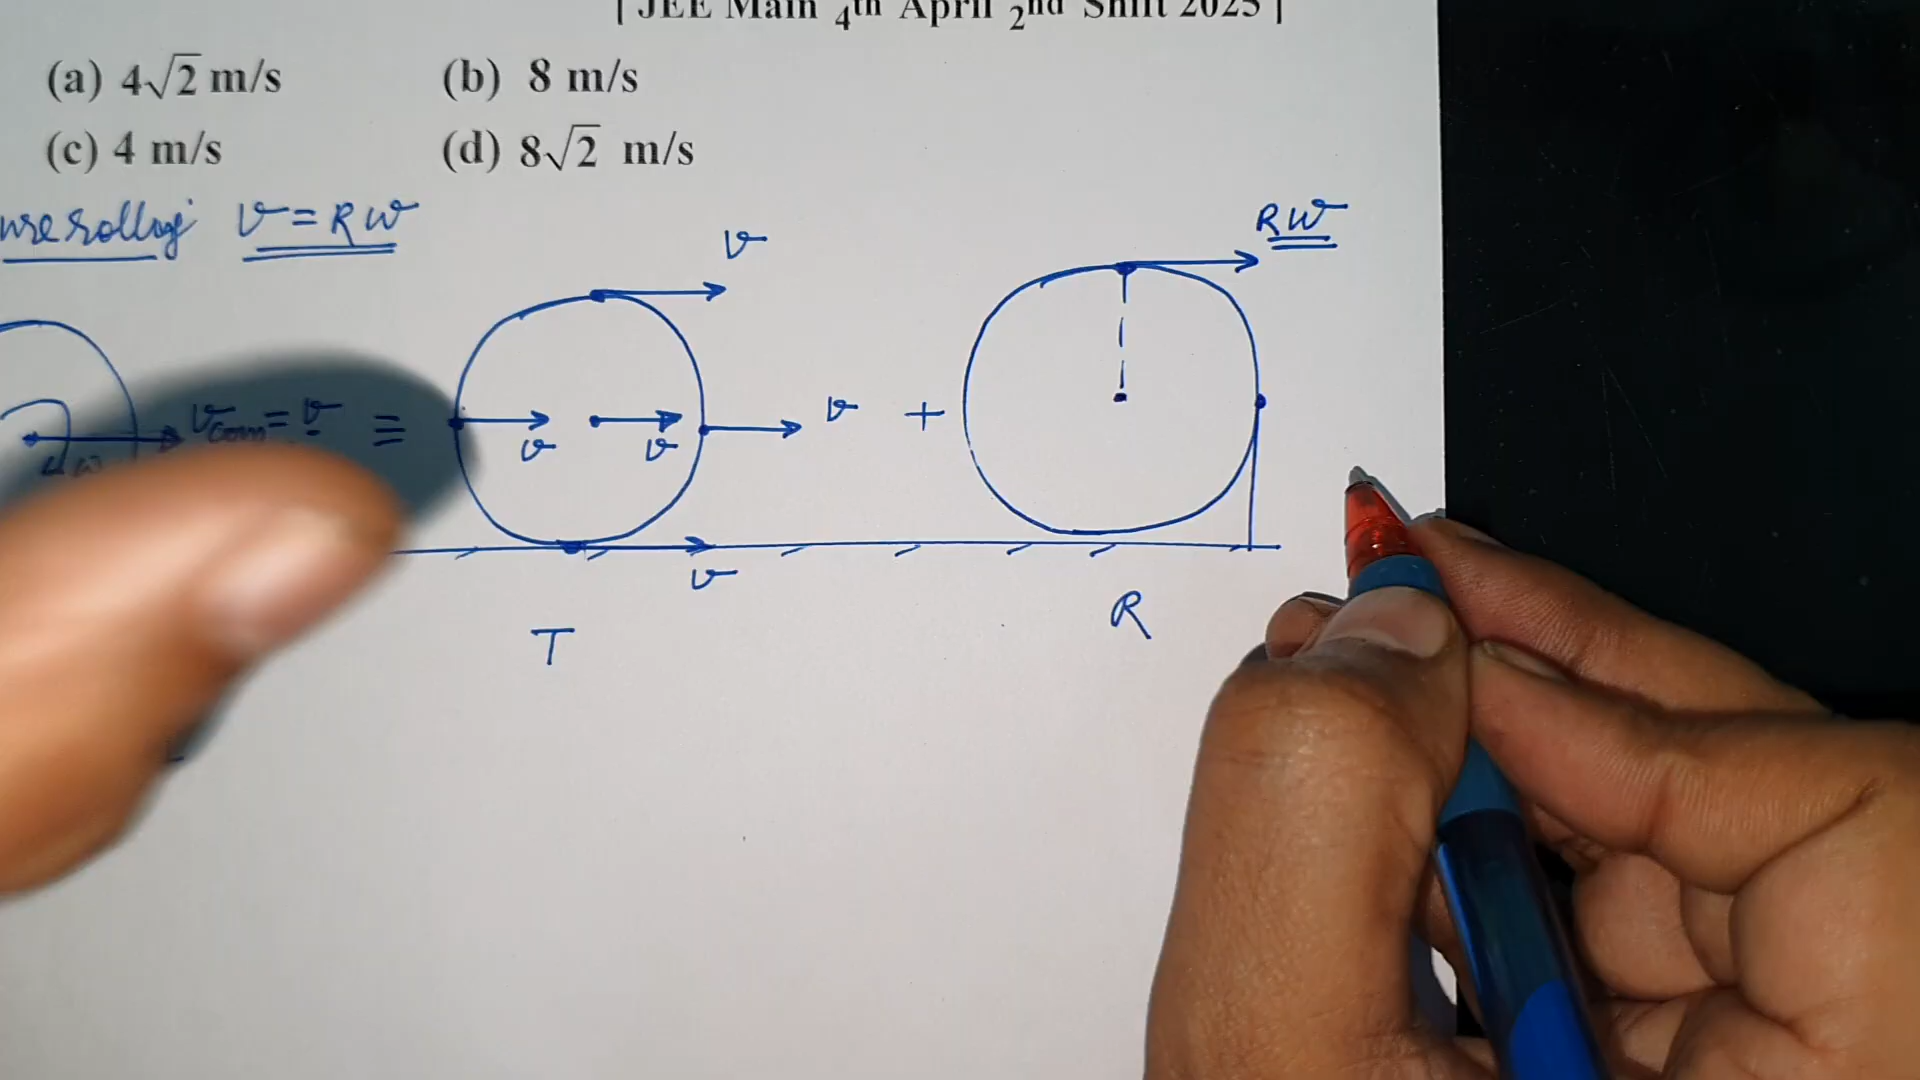 [ JEE Main 4th April 2nd Shift 2025 ]
(a) 4√2 m/s (b) 8 m/s
(c) 4 m/s (d) 8√2 m/s
v = Rω
v
Rω
v_com = v ≡ v v v +
ω
v
T R